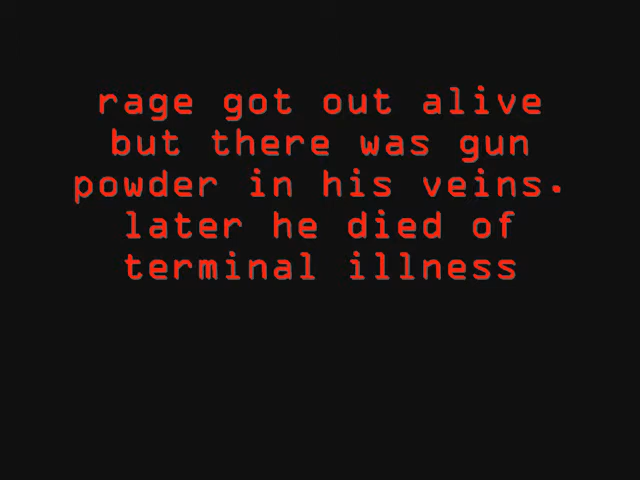 rage got out alive
but there was gun
powder in his veins.
later he died of
terminal illness